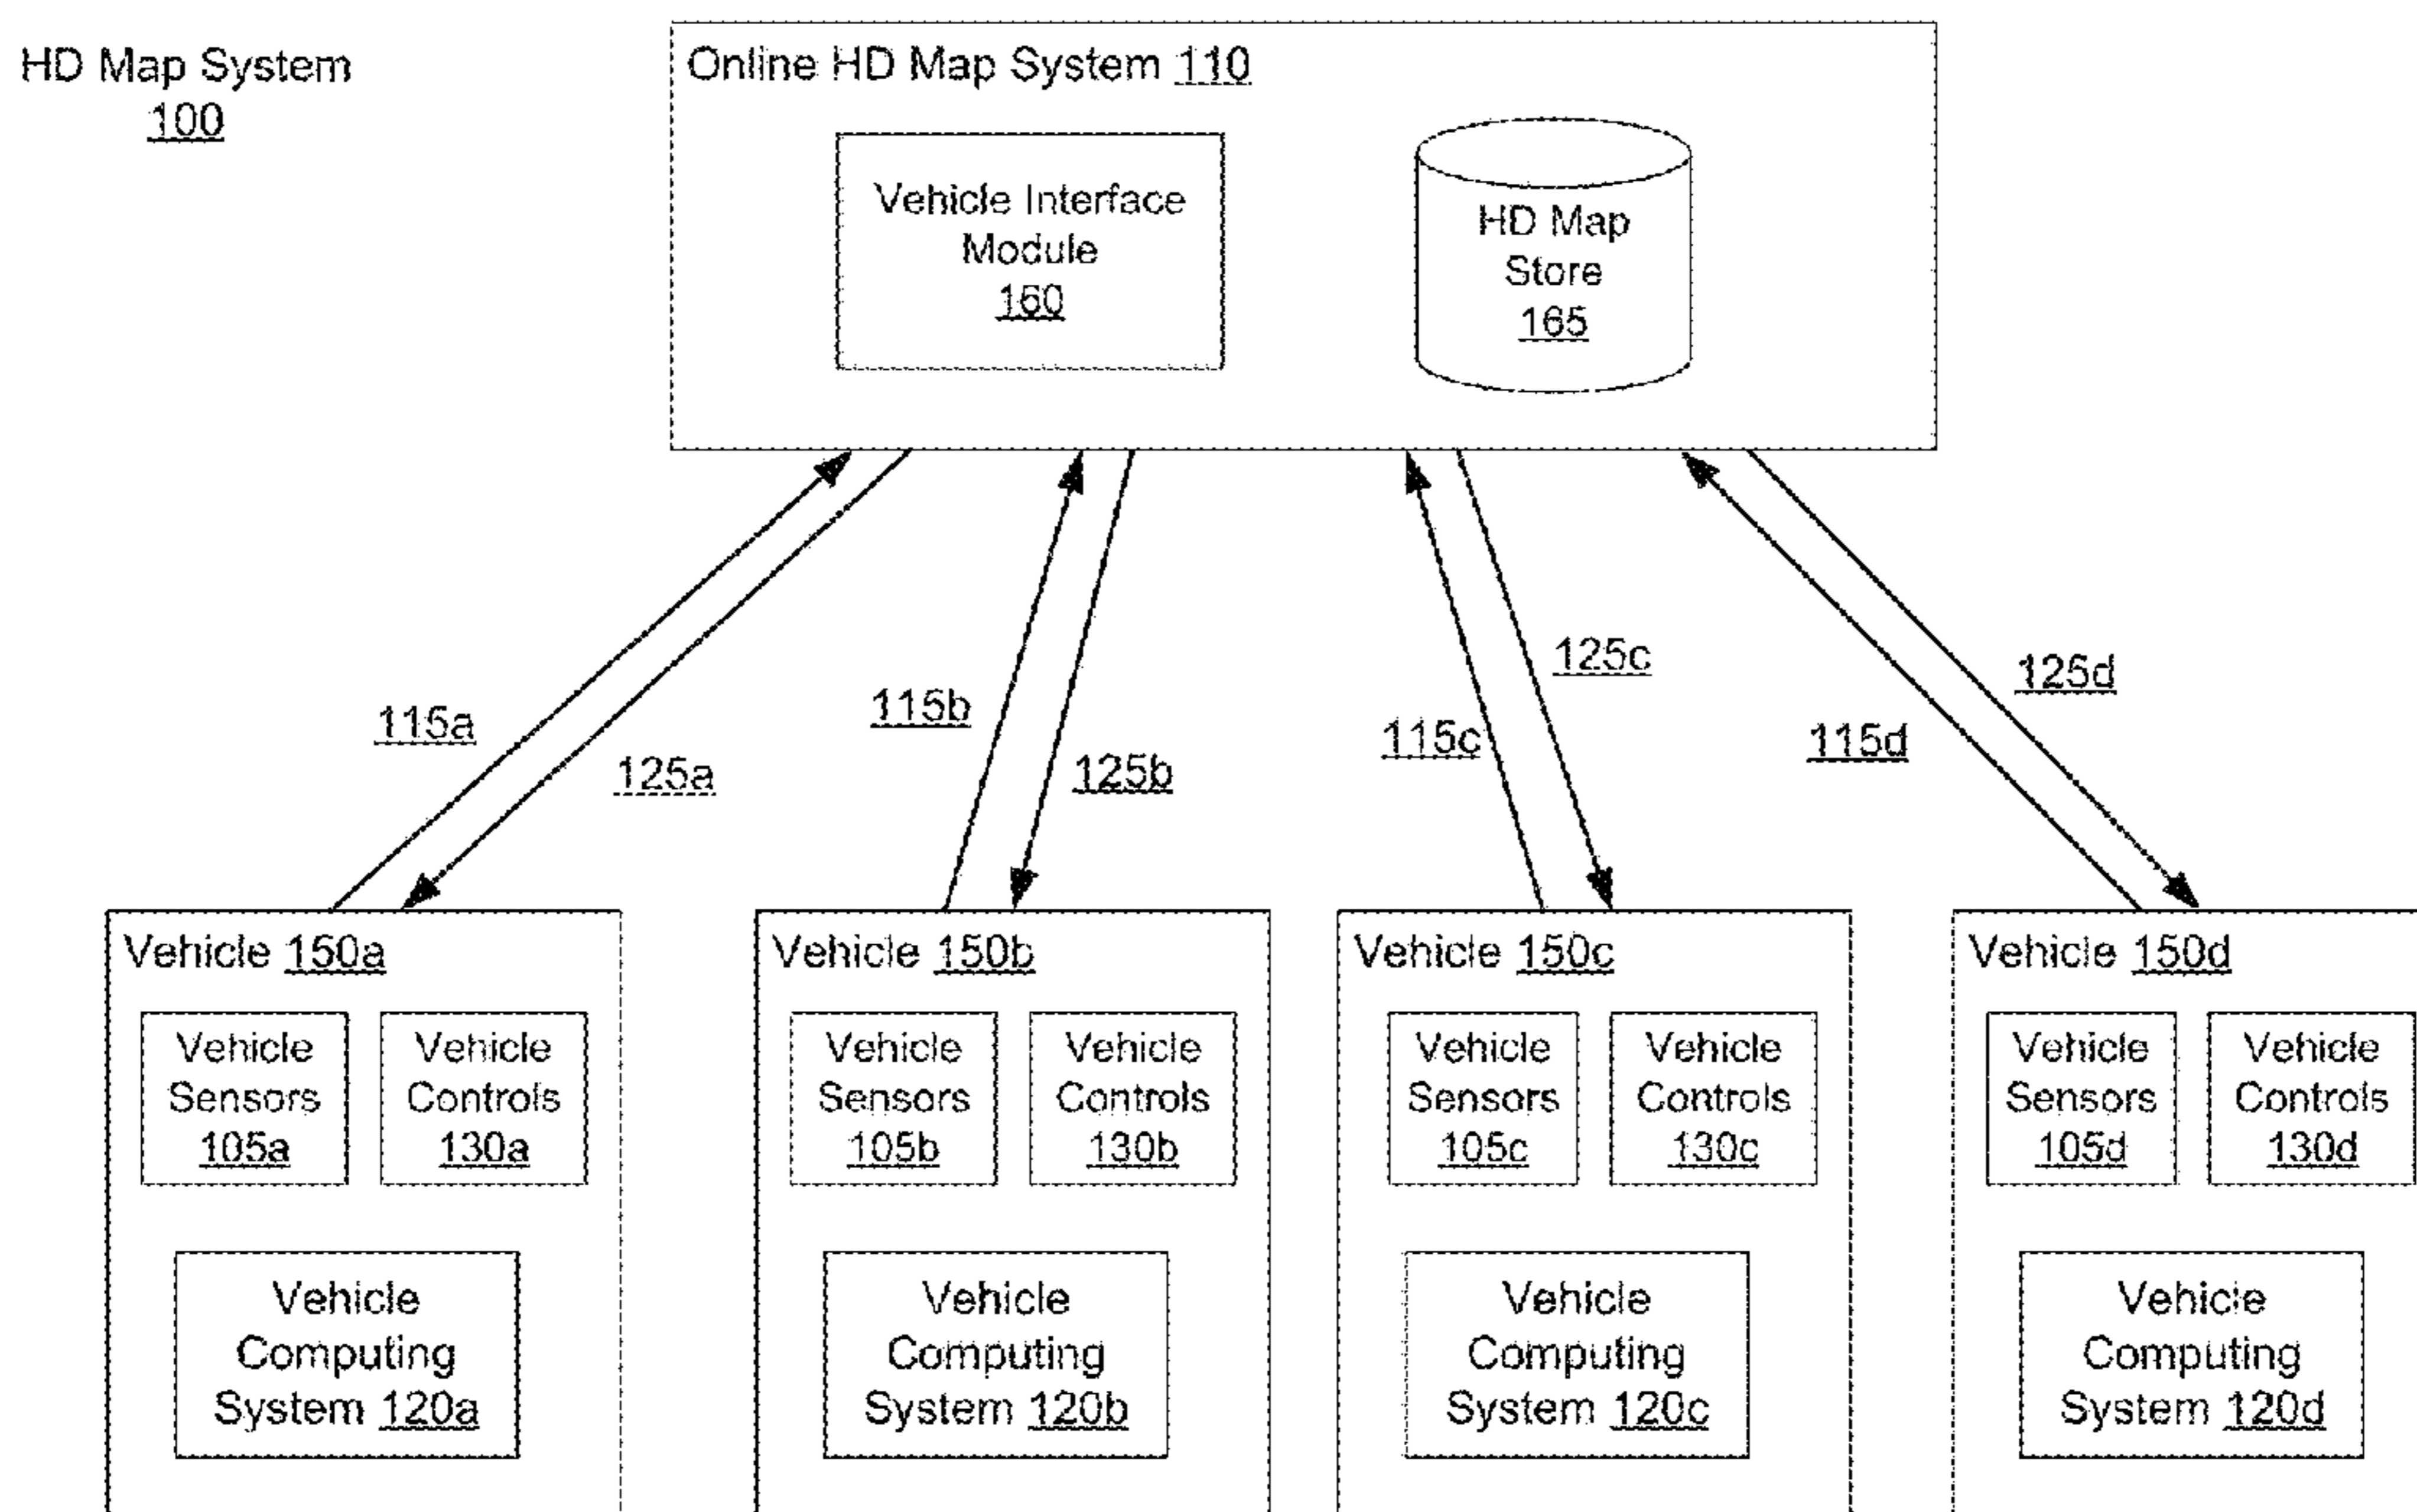 HD Map System
100
Online HD Map System 110
Vehicle Interface
Module
160
HD Map
Store
165
115a
125a
115b
125b
115c
125c
115d
125d
Vehicle 150a
Vehicle
Sensors
105a
Vehicle
Controls
130a
Vehicle
Computing
System 120a
Vehicle 150b
Vehicle
Sensors
105b
Vehicle
Controls
130b
Vehicle
Computing
System 120b
Vehicle 150c
Vehicle
Sensors
105c
Vehicle
Controls
130c
Vehicle
Computing
System 120c
Vehicle 150d
Vehicle
Sensors
105d
Vehicle
Controls
130d
Vehicle
Computing
System 120d